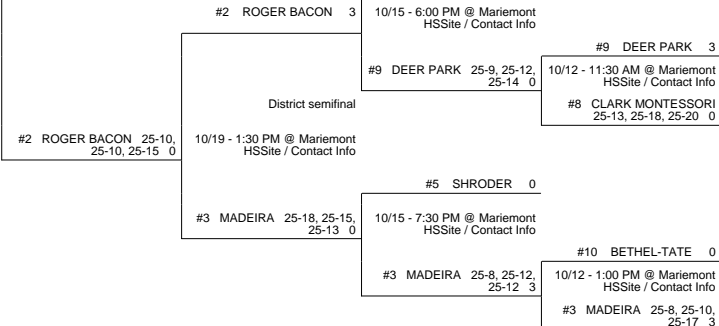 #2 ROGER BACON 3
10/15 - 6:00 PM @ Mariemont
HSSite / Contact Info
#9 DEER PARK 3
#9 DEER PARK 25-9, 25-12,
25-14 0
10/12 - 11:30 AM @ Mariemont
HSSite / Contact Info
#8 CLARK MONTESSORI
25-13, 25-18, 25-20 0
District semifinal
#2 ROGER BACON 25-10,
25-10, 25-15 0
10/19 - 1:30 PM @ Mariemont
HSSite / Contact Info
#5 SHRODER 0
#3 MADEIRA 25-18, 25-15,
25-13 0
10/15 - 7:30 PM @ Mariemont
HSSite / Contact Info
#10 BETHEL-TATE 0
#3 MADEIRA 25-8, 25-12,
25-12 3
10/12 - 1:00 PM @ Mariemont
HSSite / Contact Info
#3 MADEIRA 25-8, 25-10,
25-17 3